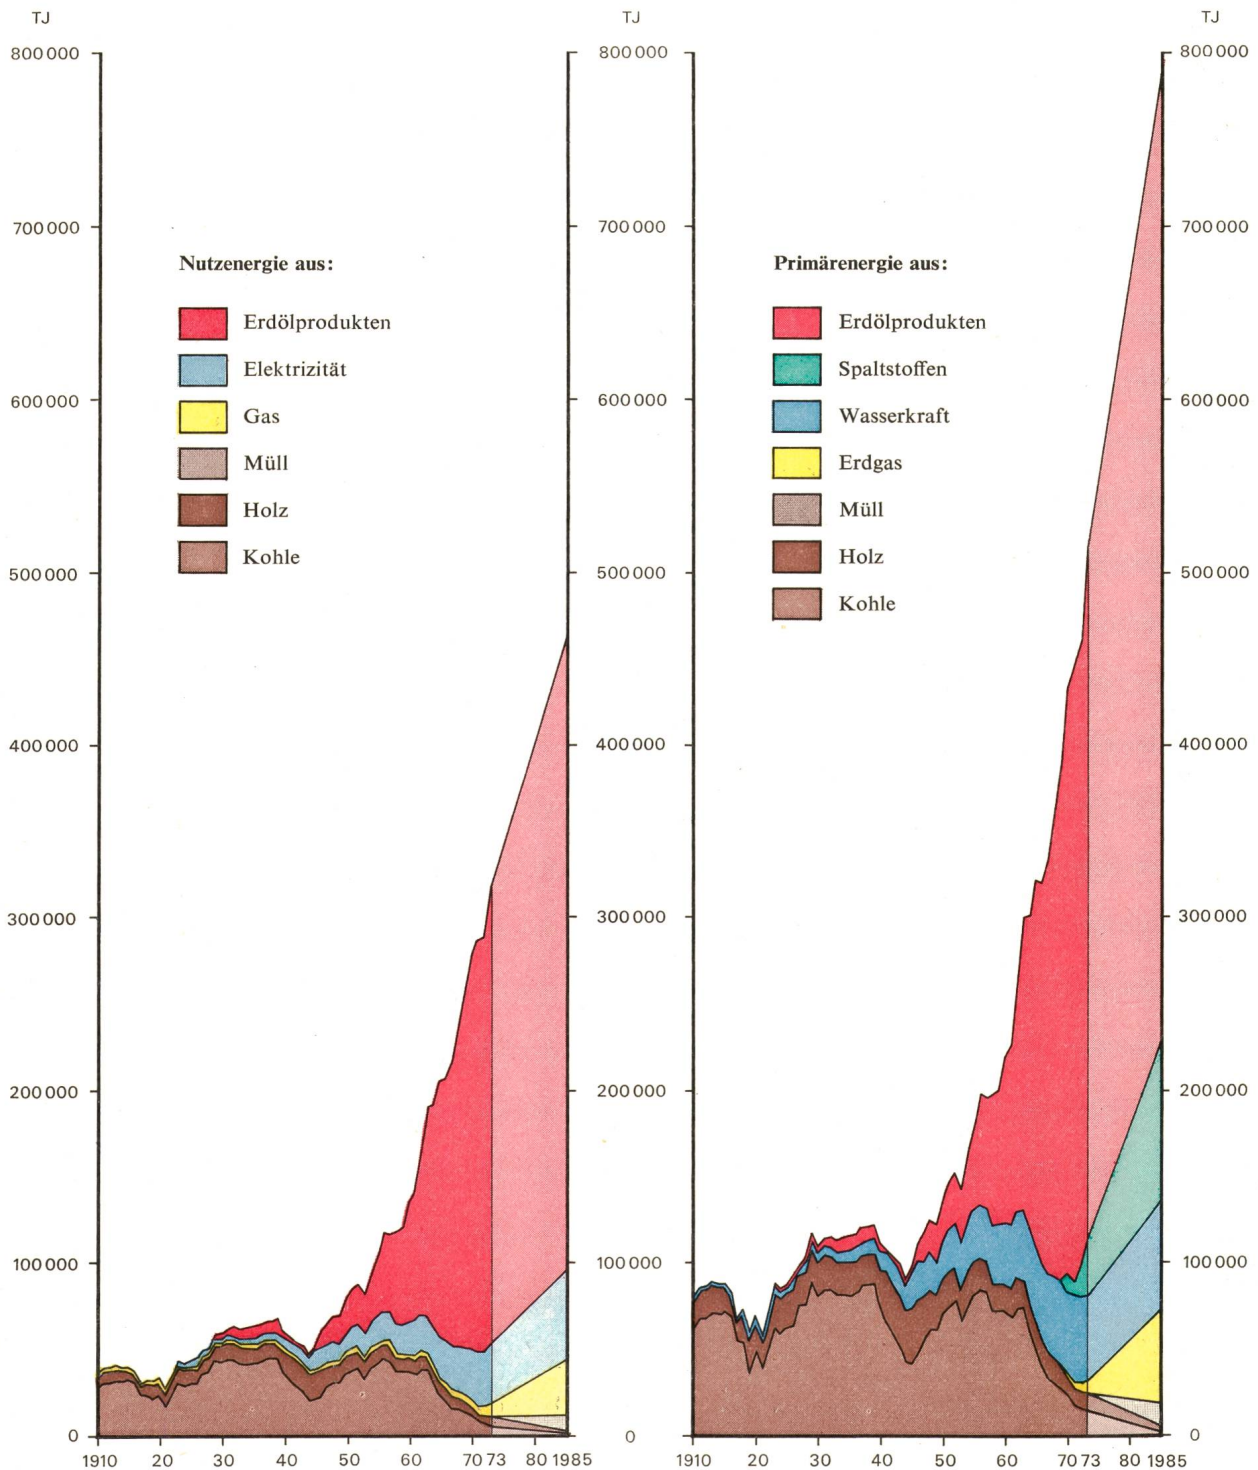 TJ TJ TJ
800 000 800 000 800 000
700 000 700 000 700 000
Nutzenergie aus: Primärenergie aus:
Erdölprodukten Erdölprodukten
Elektrizität Spaltstoffen
600 000 600 000 600 000
Gas Wasserkraft
Müll Erdgas
Holz Müll
Kohle Holz
500 000 500 000 500 000
Kohle
400 000 400 000 400 000
300 000 300 000 300 000
200 000 200 000 200 000
100 000 100 000 100 000
0 0 0
1910 20 30 40 50 60 70 73 80 1985 1910 20 30 40 50 60 70 73 80 1985